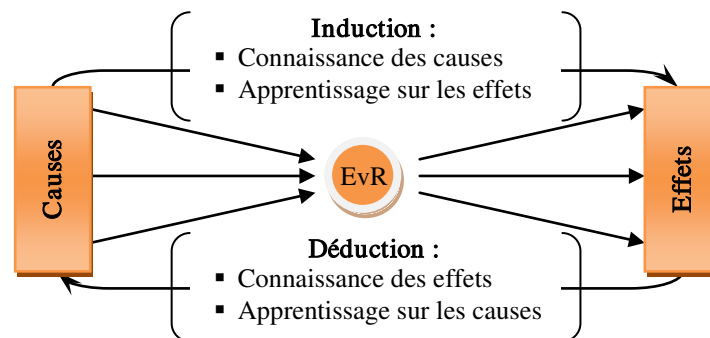 Induction :
▪ Connaissance des causes
▪ Apprentissage sur les effets
Causes
EvR
Effets
Déduction :
▪ Connaissance des effets
▪ Apprentissage sur les causes